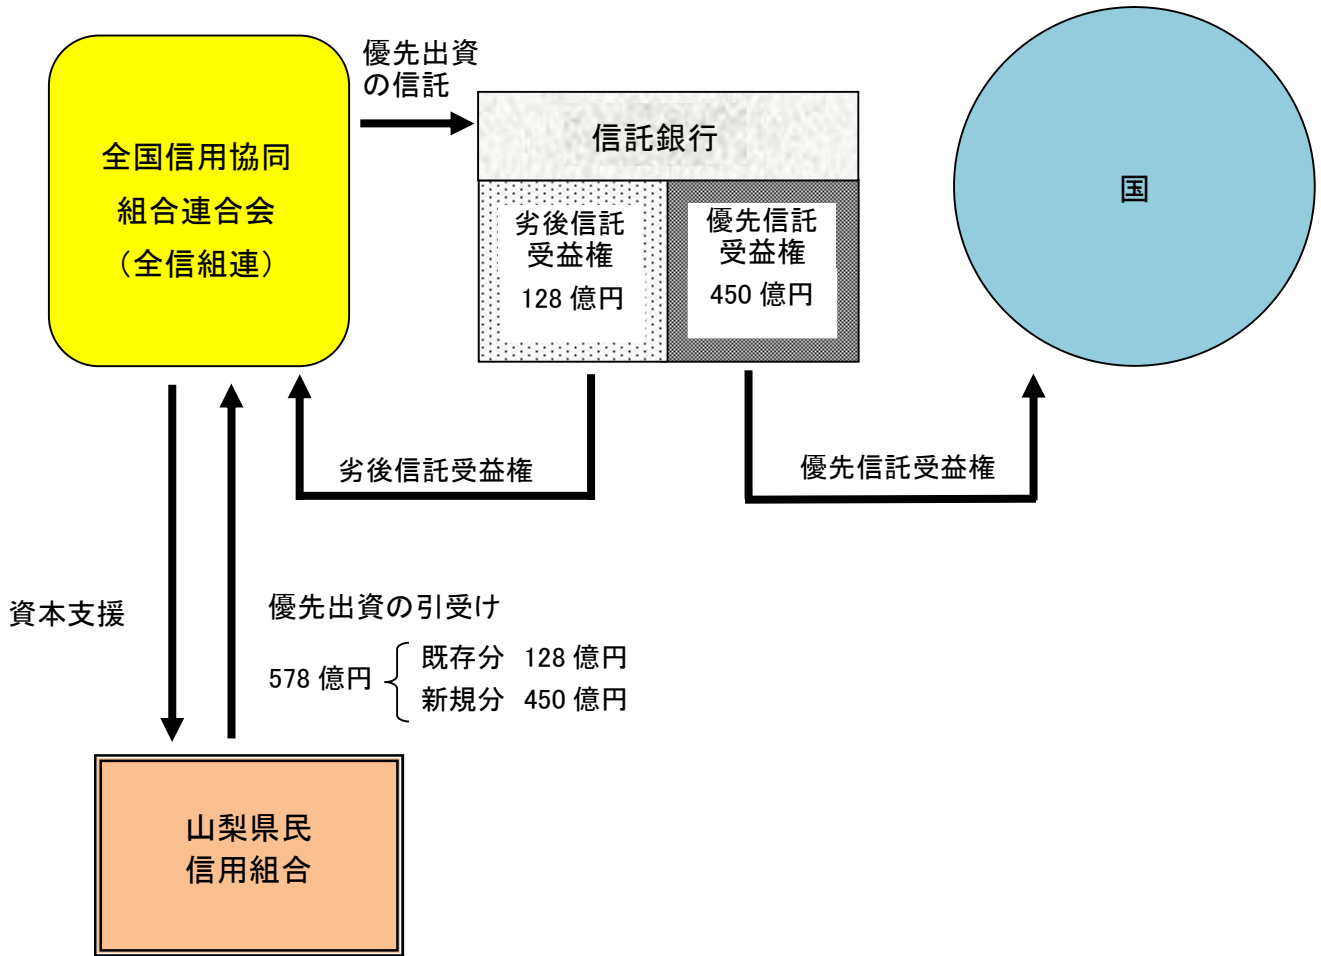 優先出資
の信託
全国信用協同
組合連合会
（全信組連）
信託銀行
劣後信託
受益権
128 億円
優先信託
受益権
450 億円
国
劣後信託受益権
優先信託受益権
資本支援
優先出資の引受け
578 億円
既存分 128 億円
新規分 450 億円
山梨県民
信用組合